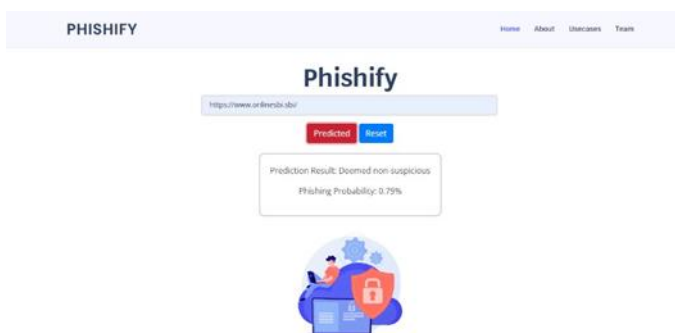 PHISHIFY
Home About Usecases Team
Phishify
https://www.onlinesbi.sbi/
Predicted Reset
Prediction Result: Deemed non suspicious
Phishing Probability: 0.79%